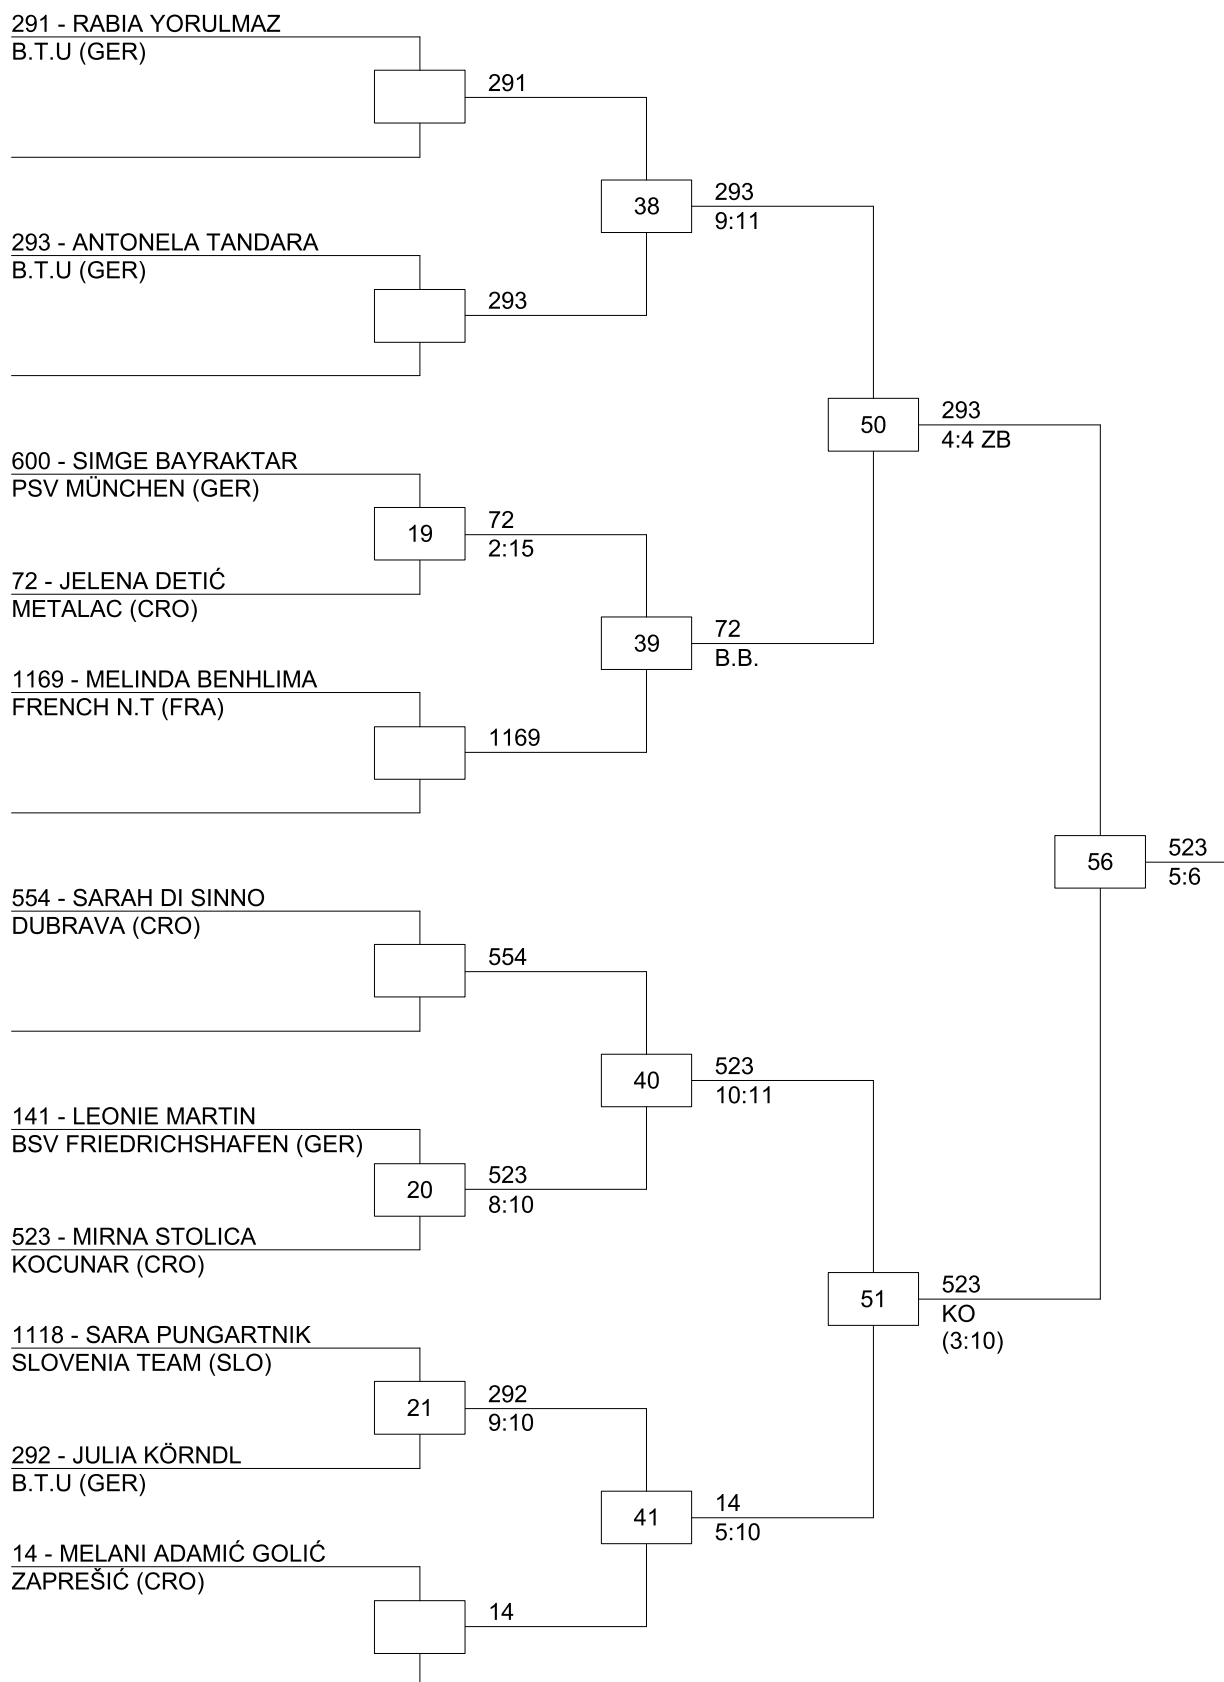 291 - RABIA YORULMAZ
B.T.U (GER)
291
38
293
9:11
293 - ANTONELA TANDARA
B.T.U (GER)
293
50
293
4:4 ZB
600 - SIMGE BAYRAKTAR
PSV MÜNCHEN (GER)
19
72
2:15
72 - JELENA DETIĆ
METALAC (CRO)
39
72
B.B.
1169 - MELINDA BENHLIMA
FRENCH N.T (FRA)
1169
56
523
5:6
554 - SARAH DI SINNO
DUBRAVA (CRO)
554
40
523
10:11
141 - LEONIE MARTIN
BSV FRIEDRICHSHAFEN (GER)
20
523
8:10
523 - MIRNA STOLICA
KOCUNAR (CRO)
51
523
KO
(3:10)
1118 - SARA PUNGARTNIK
SLOVENIA TEAM (SLO)
21
292
9:10
292 - JULIA KÖRNDL
B.T.U (GER)
41
14
5:10
14 - MELANI ADAMIĆ GOLIĆ
ZAPREŠIĆ (CRO)
14